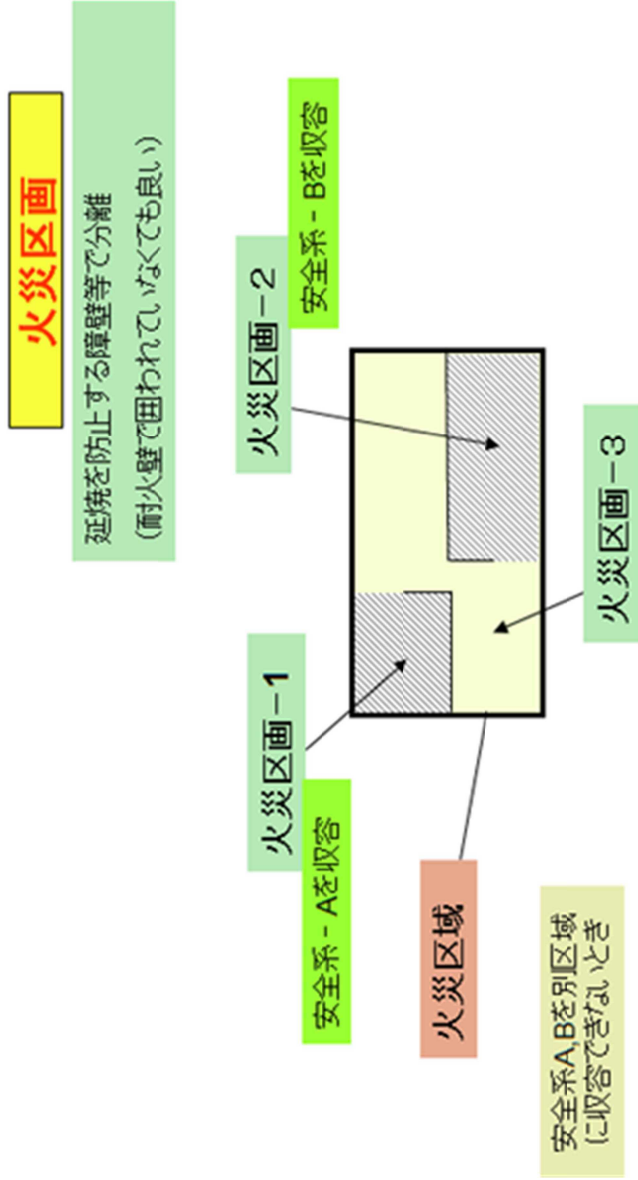 火災区画
延焼を防止する障壁等で分離
(耐火壁で囲われていなくても良い)
火災区画-1
安全系 - Aを収容
火災区画-2
安全系 - Bを収容
火災区域
火災区画-3
安全系A,Bを別区域
に収容できないとき